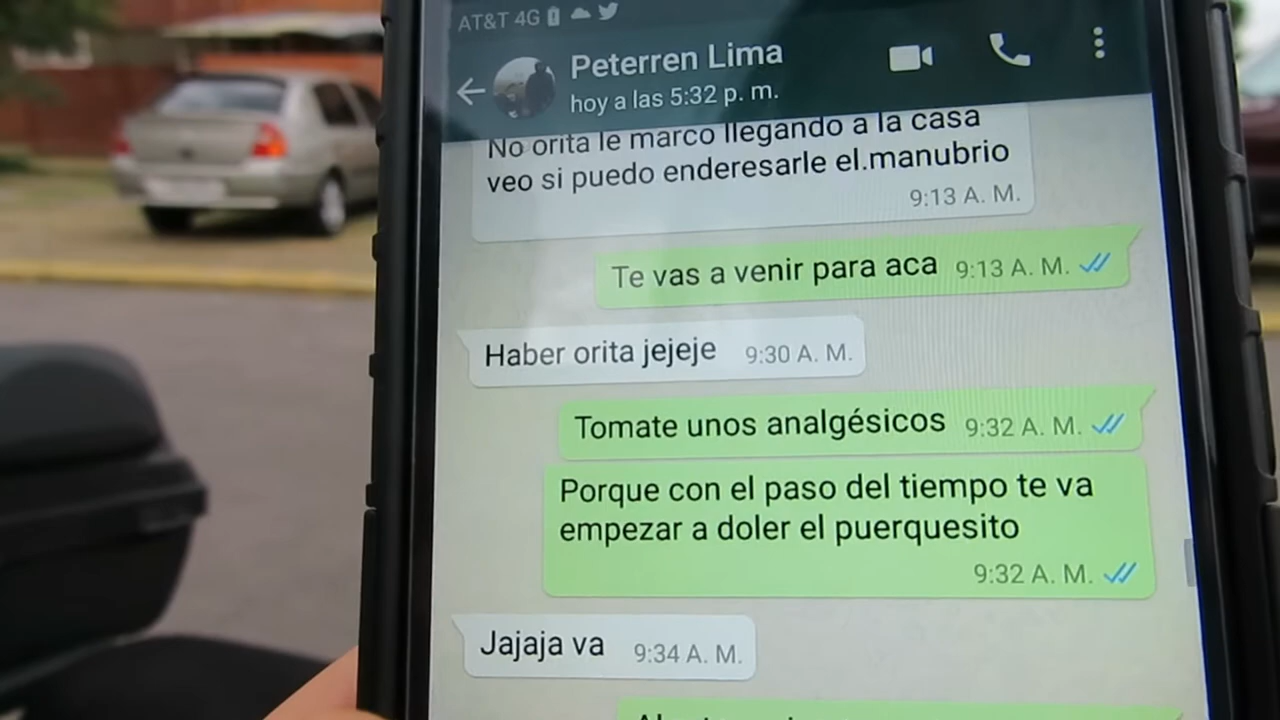 AT&T 4G
Peterren Lima
hoy a las 5:32 p. m.
No orita le marco llegando a la casa
veo si puedo enderesarle el.manubrio
9:13 A. M.
Te vas a venir para aca 9:13 A. M.
Haber orita jejeje 9:30 A. M.
Tomate unos analgésicos 9:32 A. M.
Porque con el paso del tiempo te va
empezar a doler el puerquesito
9:32 A. M.
Jajaja va 9:34 A. M.